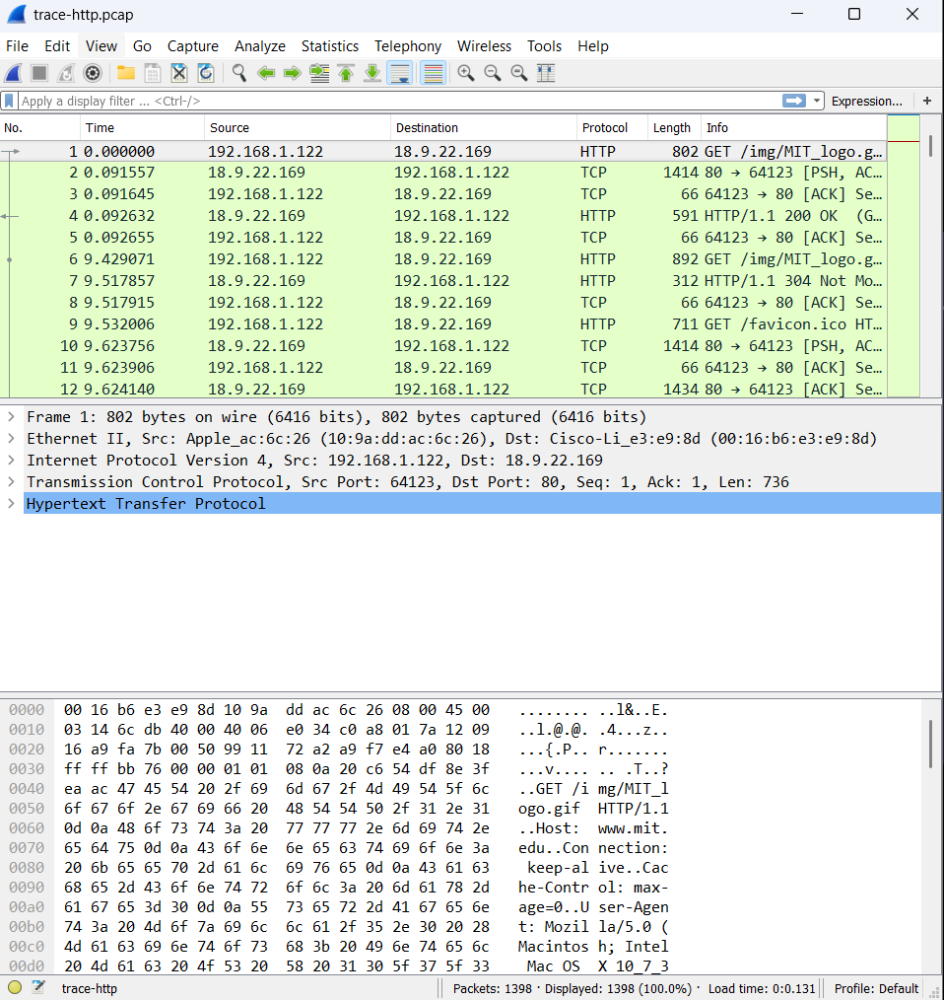 trace-http.pcap
File Edit View Go Capture Analyze Statistics Telephony Wireless Tools Help
Apply a display filter ... <Ctrl-/> Expression... +
No. Time Source Destination Protocol Length Info
1 0.000000 192.168.1.122 18.9.22.169 HTTP 802 GET /img/MIT_logo.g…
2 0.091557 18.9.22.169 192.168.1.122 TCP 1414 80 → 64123 [PSH, AC…
3 0.091645 192.168.1.122 18.9.22.169 TCP 66 64123 → 80 [ACK] Se…
4 0.092632 18.9.22.169 192.168.1.122 HTTP 591 HTTP/1.1 200 OK (G…
5 0.092655 192.168.1.122 18.9.22.169 TCP 66 64123 → 80 [ACK] Se…
6 9.429071 192.168.1.122 18.9.22.169 HTTP 892 GET /img/MIT_logo.g…
7 9.517857 18.9.22.169 192.168.1.122 HTTP 312 HTTP/1.1 304 Not Mo…
8 9.517915 192.168.1.122 18.9.22.169 TCP 66 64123 → 80 [ACK] Se…
9 9.532006 192.168.1.122 18.9.22.169 HTTP 711 GET /favicon.ico HT…
10 9.623756 18.9.22.169 192.168.1.122 TCP 1414 80 → 64123 [PSH, AC…
11 9.623906 192.168.1.122 18.9.22.169 TCP 66 64123 → 80 [ACK] Se…
12 9.624140 18.9.22.169 192.168.1.122 TCP 1434 80 → 64123 [ACK] Se…
Frame 1: 802 bytes on wire (6416 bits), 802 bytes captured (6416 bits)
Ethernet II, Src: Apple_ac:6c:26 (10:9a:dd:ac:6c:26), Dst: Cisco-Li_e3:e9:8d (00:16:b6:e3:e9:8d)
Internet Protocol Version 4, Src: 192.168.1.122, Dst: 18.9.22.169
Transmission Control Protocol, Src Port: 64123, Dst Port: 80, Seq: 1, Ack: 1, Len: 736
Hypertext Transfer Protocol
0000 00 16 b6 e3 e9 8d 10 9a dd ac 6c 26 08 00 45 00 ........ ..l&..E.
0010 03 14 6c db 40 00 40 06 e0 34 c0 a8 01 7a 12 09 ..l.@.@. .4...z..
0020 16 a9 fa 7b 00 50 99 11 72 a2 a9 f7 e4 a0 80 18 ...{.P.. r.......
0030 ff ff bb 76 00 00 01 01 08 0a 20 c6 54 df 8e 3f ...v.... .. .T..?
0040 ea ac 47 45 54 20 2f 69 6d 67 2f 4d 49 54 5f 6c ..GET /i mg/MIT_l
0050 6f 67 6f 2e 67 69 66 20 48 54 54 50 2f 31 2e 31 ogo.gif HTTP/1.1
0060 0d 0a 48 6f 73 74 3a 20 77 77 77 2e 6d 69 74 2e ..Host: www.mit.
0070 65 64 75 0d 0a 43 6f 6e 6e 65 63 74 69 6f 6e 3a edu..Con nection:
0080 20 6b 65 65 70 2d 61 6c 69 76 65 0d 0a 43 61 63 keep-al ive..Cac
0090 68 65 2d 43 6f 6e 74 72 6f 6c 3a 20 6d 61 78 2d he-Contr ol: max-
00a0 61 67 65 3d 30 0d 0a 55 73 65 72 2d 41 67 65 6e age=0..U ser-Agen
00b0 74 3a 20 4d 6f 7a 69 6c 6c 61 2f 35 2e 30 20 28 t: Mozil la/5.0 (
00c0 4d 61 63 69 6e 74 6f 73 68 3b 20 49 6e 74 65 6c Macintos h; Intel
00d0 20 4d 61 63 20 4f 53 20 58 20 31 30 5f 37 5f 33 Mac OS X 10_7_3
trace-http Packets: 1398 · Displayed: 1398 (100.0%) · Load time: 0:0.131 Profile: Default